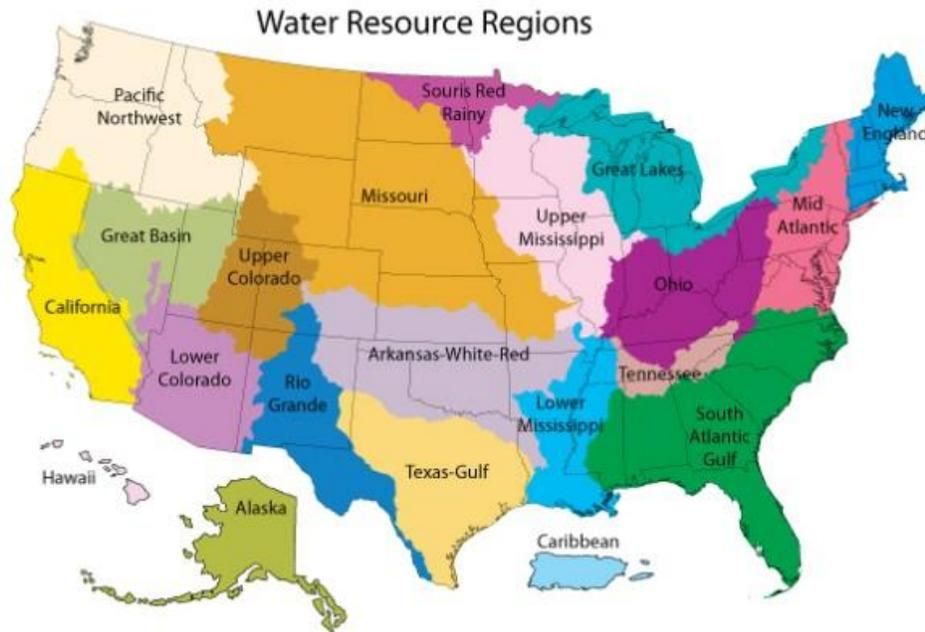 Water Resource Regions
Pacific
Northwest
Souris Red
Rainy
New
England
Great Lakes
Missouri
Upper
Mississippi
Mid
Atlantic
Great Basin
Upper
Colorado
Ohio
California
Lower
Colorado
Rio
Grande
Arkansas-White-Red
Tennessee
Lower
Mississippi
South
Atlantic
Gulf
Texas-Gulf
Hawaii
Alaska
Caribbean